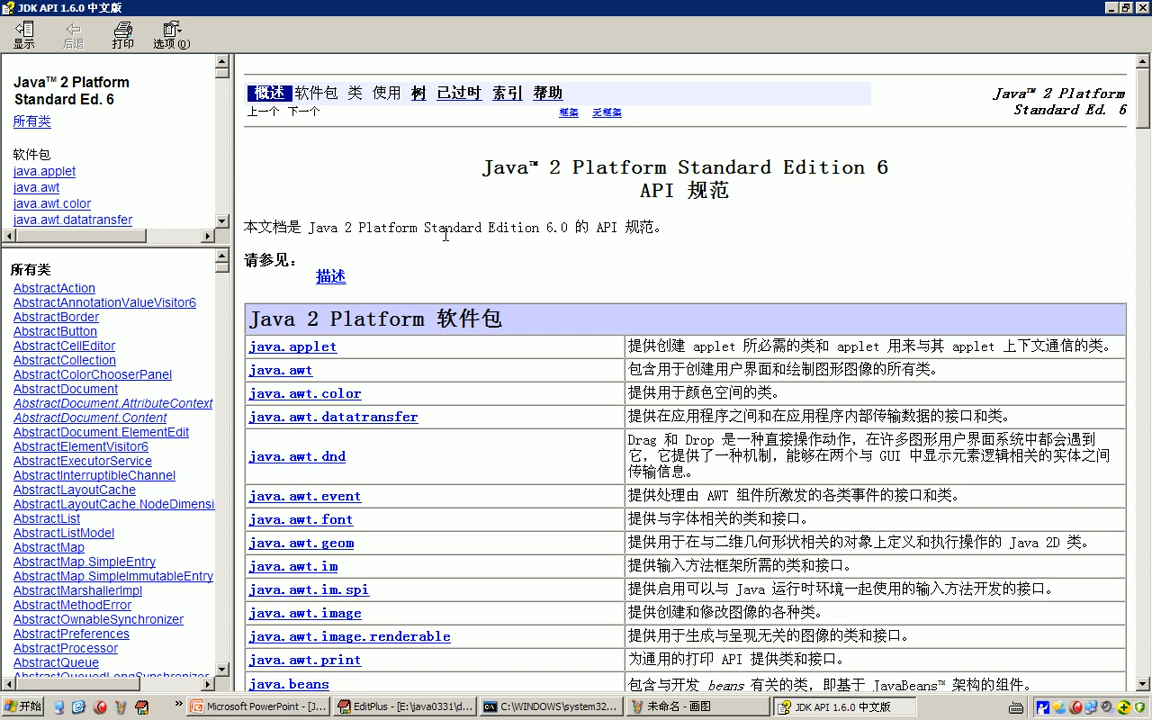 JDK API 1.6.0 中文版
显示 后退 打印 选项(O)
Java™ 2 Platform
Standard Ed. 6
所有类
软件包
java.applet
java.awt
java.awt.color
java.awt.datatransfer
所有类
AbstractAction
AbstractAnnotationValueVisitor6
AbstractBorder
AbstractButton
AbstractCellEditor
AbstractCollection
AbstractColorChooserPanel
AbstractDocument
AbstractDocument.AttributeContext
AbstractDocument.Content
AbstractDocument.ElementEdit
AbstractElementVisitor6
AbstractExecutorService
AbstractInterruptibleChannel
AbstractLayoutCache
AbstractLayoutCache.NodeDimensi
AbstractList
AbstractListModel
AbstractMap
AbstractMap.SimpleEntry
AbstractMap.SimpleImmutableEntry
AbstractMarshallerImpl
AbstractMethodError
AbstractOwnableSynchronizer
AbstractPreferences
AbstractProcessor
AbstractQueue
AbstractQueuedLongSynchronizer
概述 软件包 类 使用 树 已过时 索引 帮助
Java™ 2 Platform
Standard Ed. 6
上一个 下一个 框架 无框架
Java™ 2 Platform Standard Edition 6
API 规范
本文档是 Java 2 Platform Standard Edition 6.0 的 API 规范。
请参见：
描述
Java 2 Platform 软件包
java.applet 提供创建 applet 所必需的类和 applet 用来与其 applet 上下文通信的类。
java.awt 包含用于创建用户界面和绘制图形图像的所有类。
java.awt.color 提供用于颜色空间的类。
java.awt.datatransfer 提供在应用程序之间和在应用程序内部传输数据的接口和类。
java.awt.dnd Drag 和 Drop 是一种直接操作动作，在许多图形用户界面系统中都会遇到
它，它提供了一种机制，能够在两个与 GUI 中显示元素逻辑相关的实体之间
传输信息。
java.awt.event 提供处理由 AWT 组件所激发的各类事件的接口和类。
java.awt.font 提供与字体相关的类和接口。
java.awt.geom 提供用于在与二维几何形状相关的对象上定义和执行操作的 Java 2D 类。
java.awt.im 提供输入方法框架所需的类和接口。
java.awt.im.spi 提供启用可以与 Java 运行时环境一起使用的输入方法开发的接口。
java.awt.image 提供创建和修改图像的各种类。
java.awt.image.renderable 提供用于生成与呈现无关的图像的类和接口。
java.awt.print 为通用的打印 API 提供类和接口。
java.beans 包含与开发 beans 有关的类，即基于 JavaBeans™ 架构的组件。
开始 » Microsoft PowerPoint - [J... EditPlus - [E:\java0331\d... C:\WINDOWS\system32... 未命名 - 画图 JDK API 1.6.0 中文版